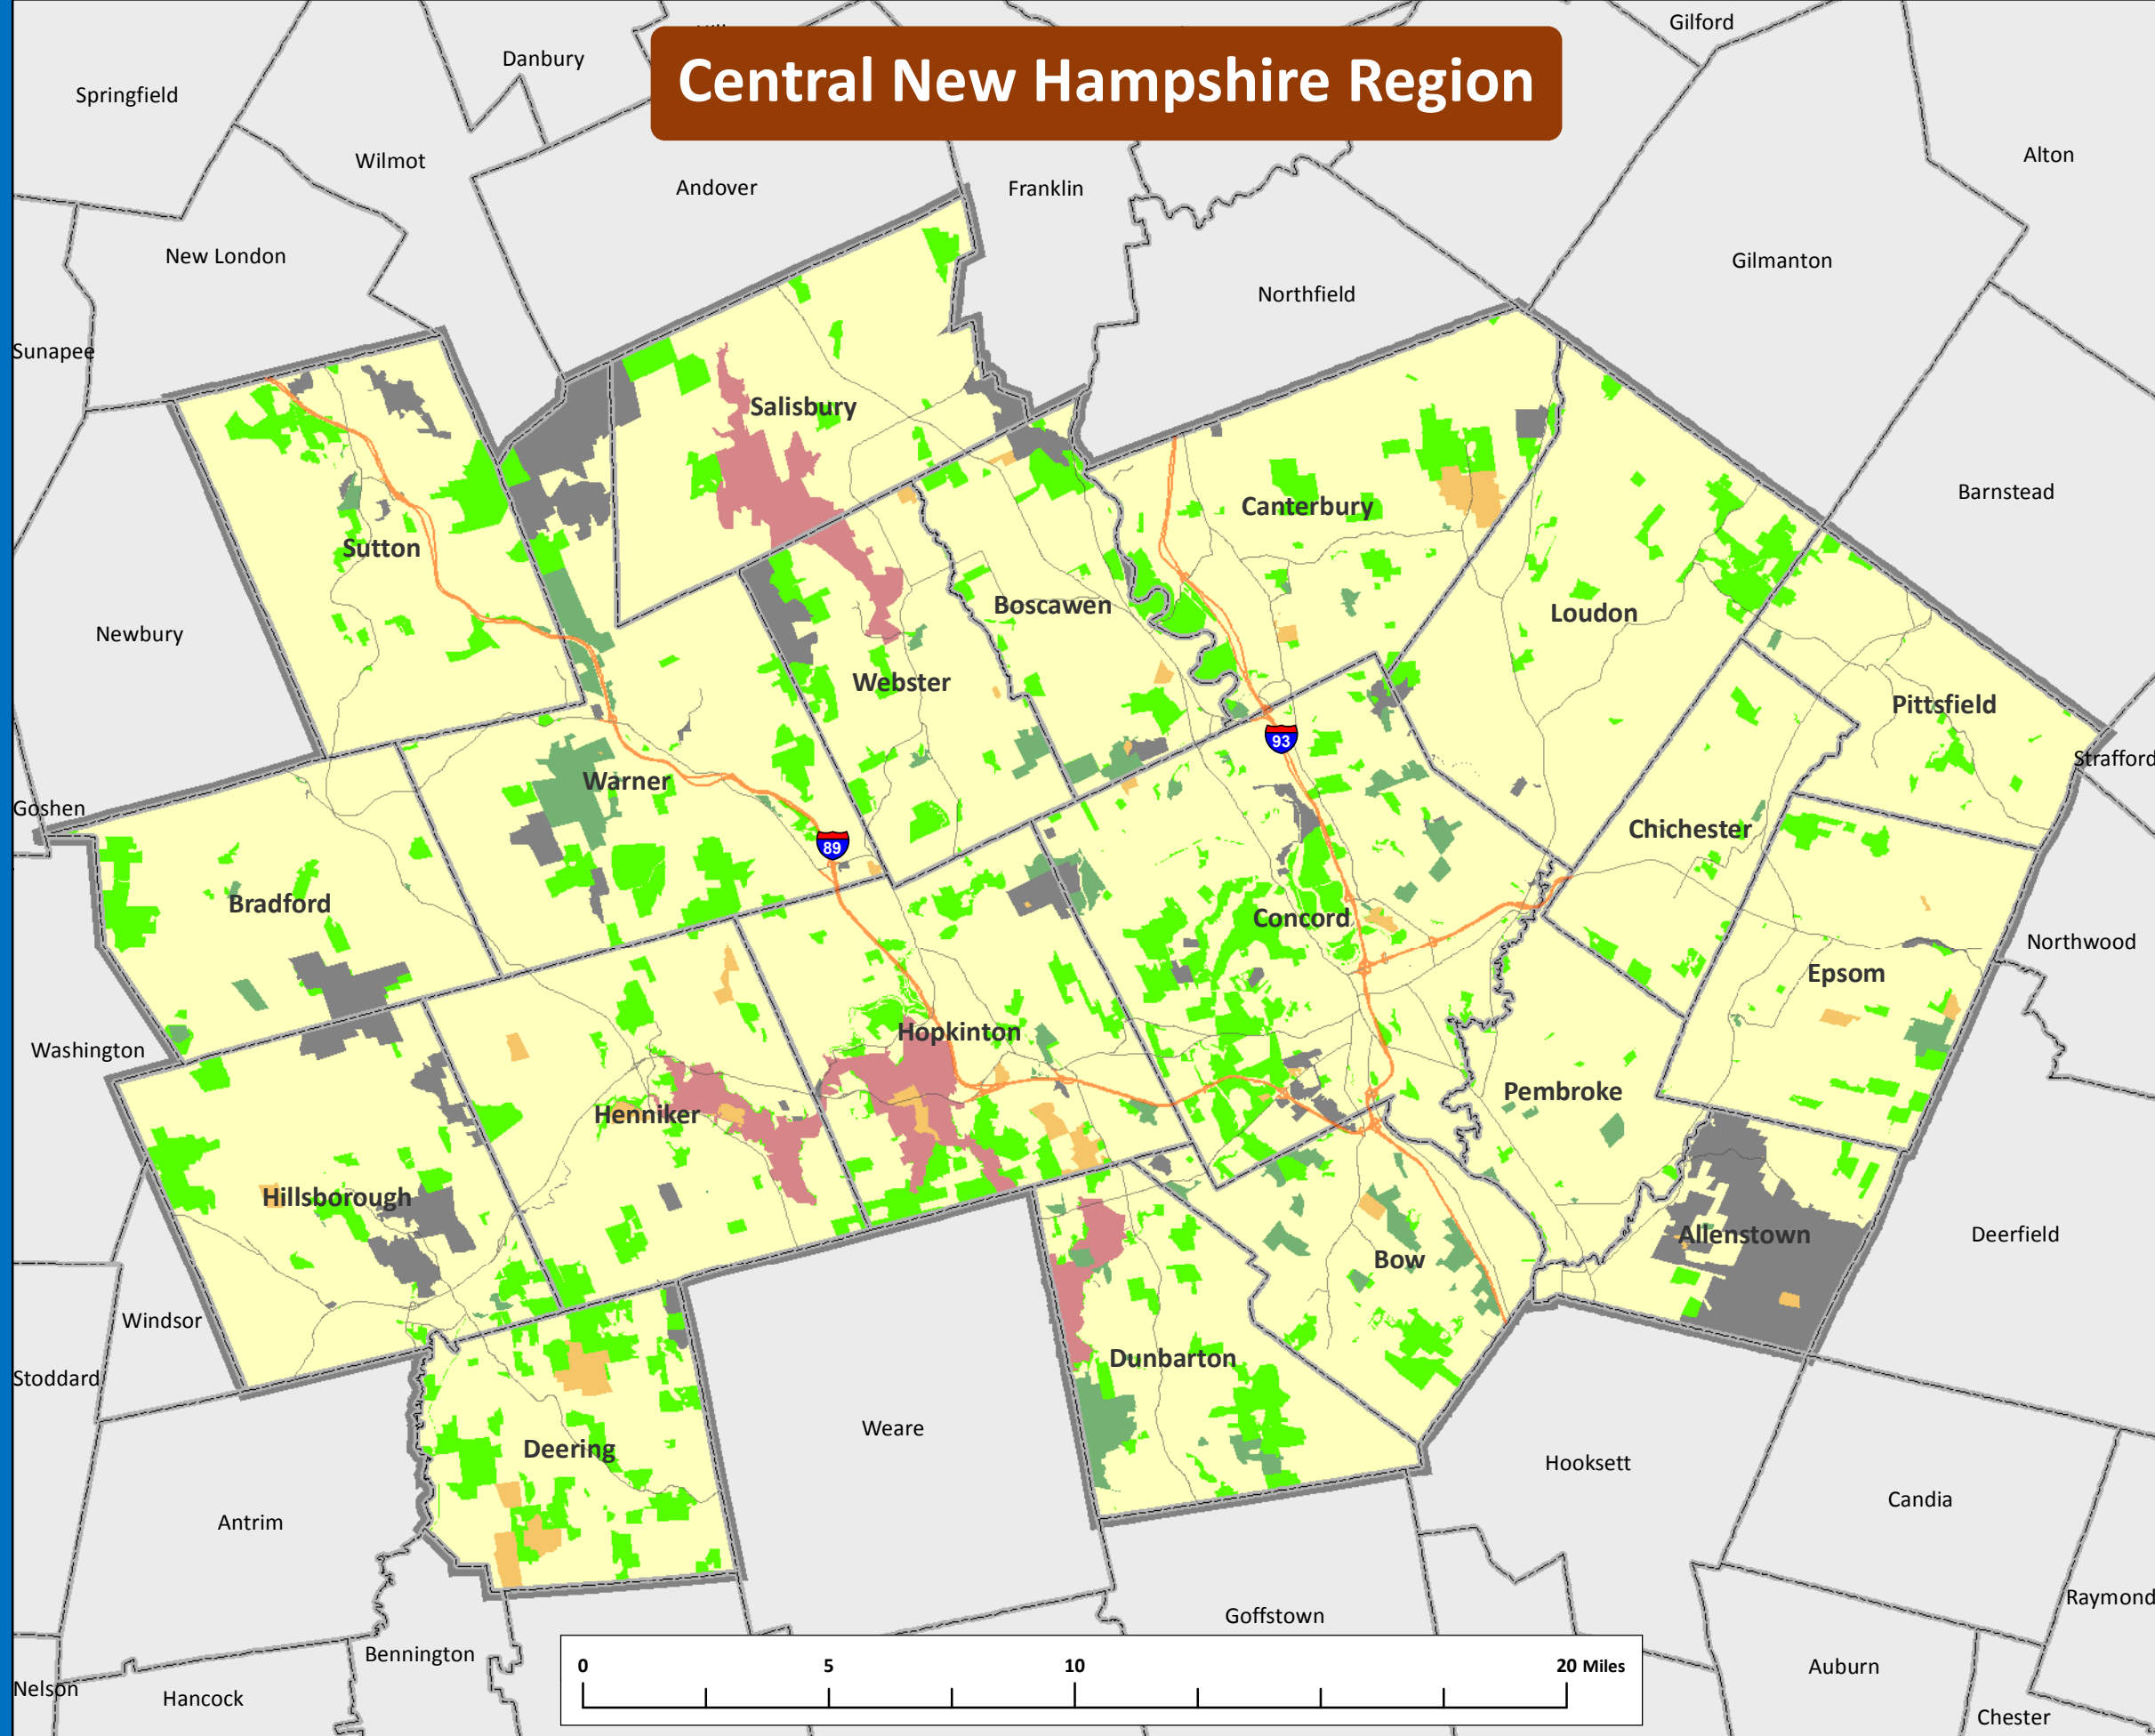 Central New Hampshire Region
Gilford
Danbury
Springfield
Wilmot
Alton
Andover
Franklin
New London
Gilmanton
Northfield
Sunapee
Salisbury
Canterbury
Barnstead
Sutton
Boscawen
Loudon
Newbury
Webster
Pittsfield
93
Strafford
Warner
Goshen
Chichester
89
Bradford
Concord
Northwood
Epsom
Hopkinton
Washington
Pembroke
Henniker
Hillsborough
Allenstown
Deerfield
Bow
Windsor
Dunbarton
Stoddard
Weare
Deering
Hooksett
Candia
Antrim
Raymond
Goffstown
Bennington
Auburn
Nelson
Hancock
Chester
0 5 10 20 Miles